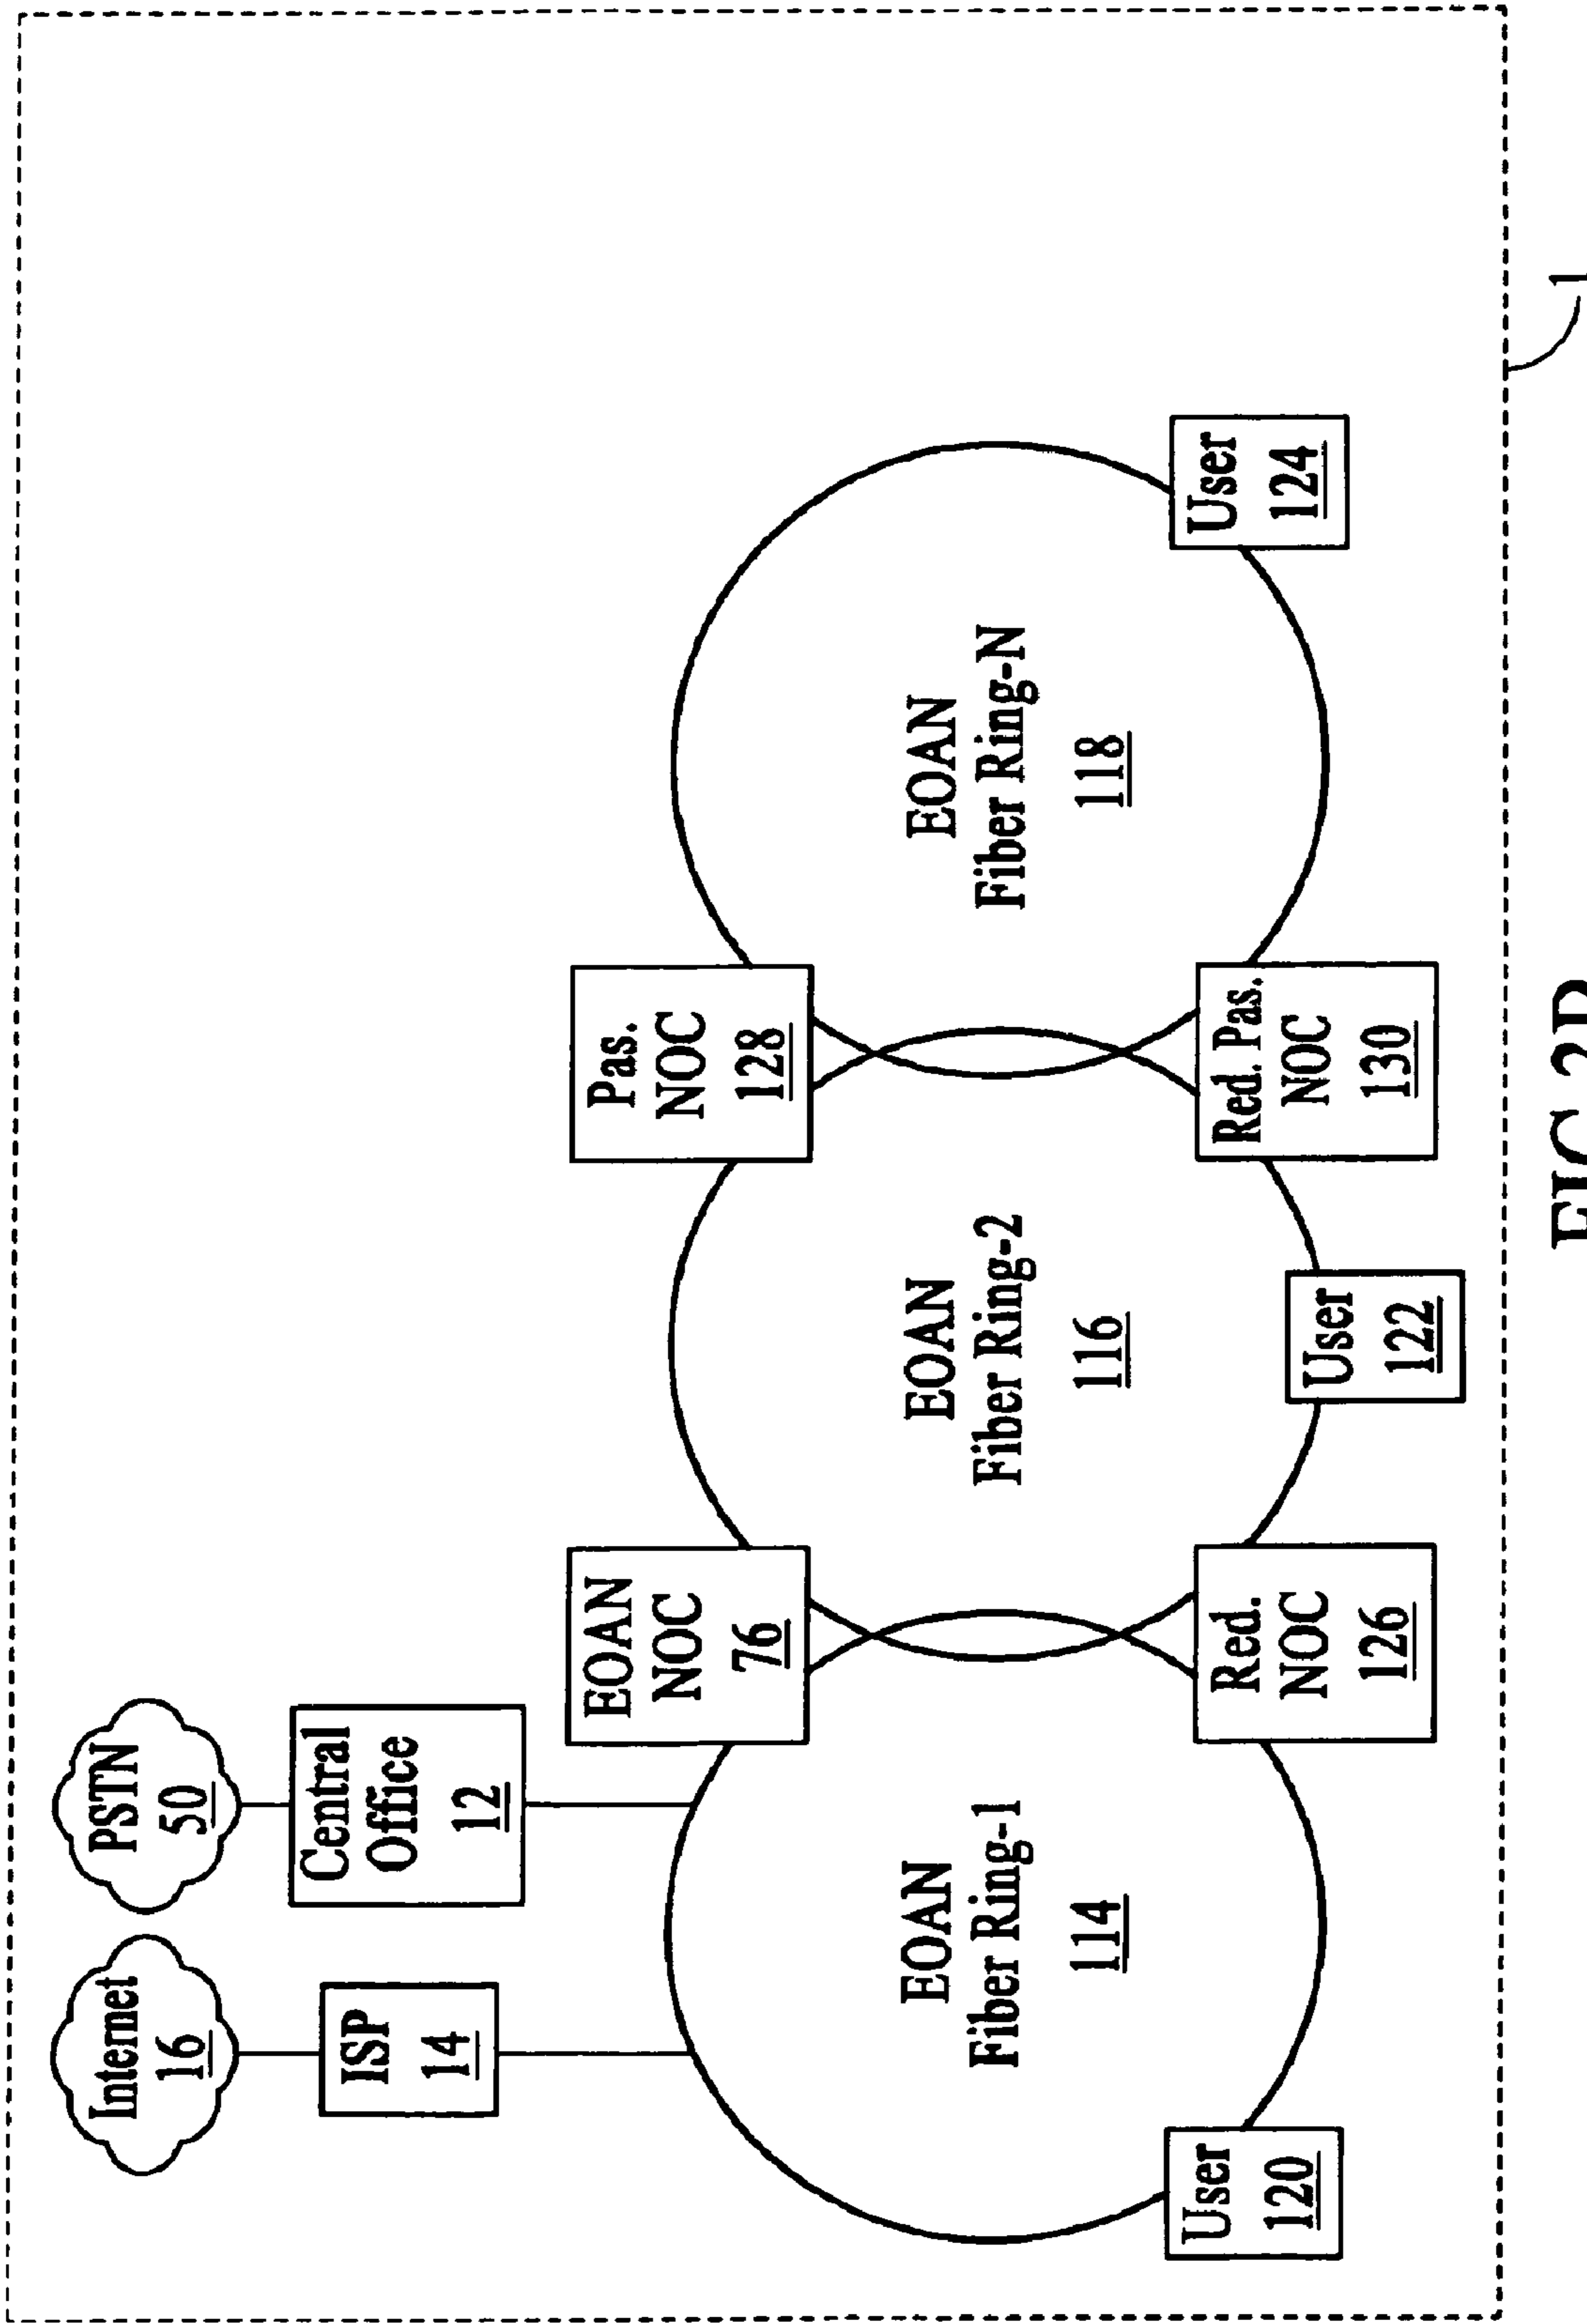 Internet
16
PSTN
50
ISP
14
Central
Office
12
EOAN
NOC
76
Pas.
NOC
128
EOAN
Fiber Ring-1
114
EOAN
Fiber Ring-2
116
EOAN
Fiber Ring-N
118
User
120
Red.
NOC
126
User
122
Red. Pas.
NOC
130
User
124
1
FIG